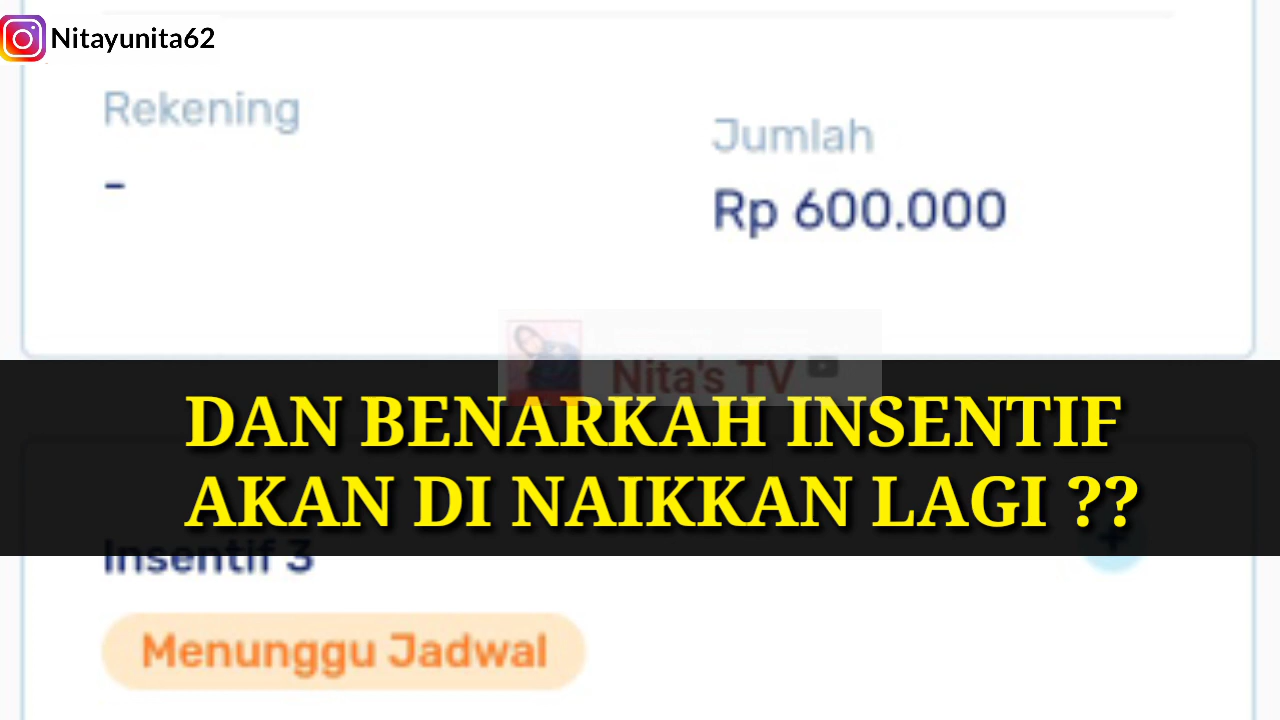 Nitayunita62
Rekening
-
Jumlah
Rp 600.000
Nita's TV
DAN BENARKAH INSENTIF
AKAN DI NAIKKAN LAGI ??
Insentif 3
Menunggu Jadwal